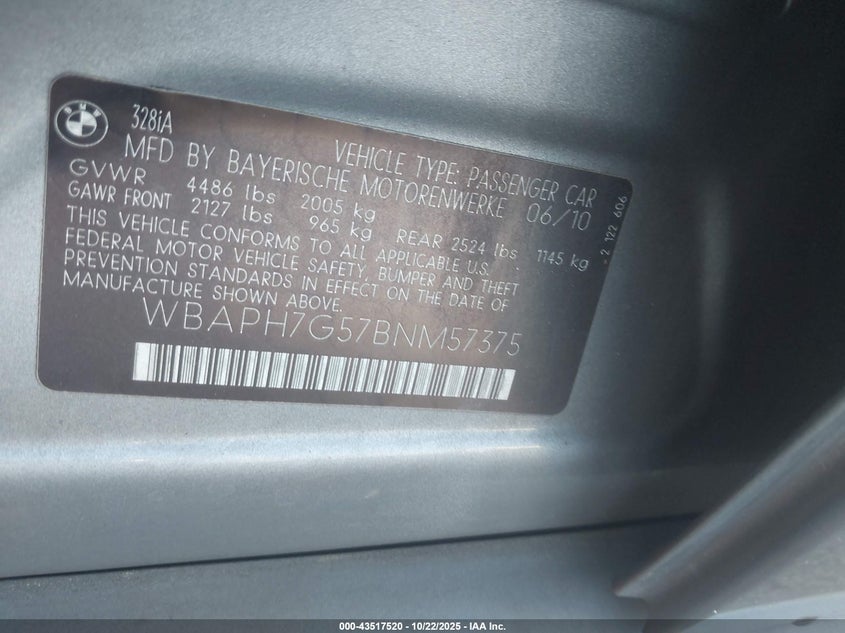 BMW
328iA
VEHICLE TYPE: PASSENGER CAR
MFD BY BAYERISCHE MOTORENWERKE 06/10
GVWR 4486 lbs 2005 kg
GAWR FRONT 2127 lbs 965 kg REAR 2524 lbs 1145 kg
THIS VEHICLE CONFORMS TO ALL APPLICABLE U.S.
FEDERAL MOTOR VEHICLE SAFETY, BUMPER AND THEFT
PREVENTION STANDARDS IN EFFECT ON THE DATE OF
MANUFACTURE SHOWN ABOVE.
WBAPH7G57BNM57375
2 122 606
000-43517520 - 10/22/2025 - IAA Inc.